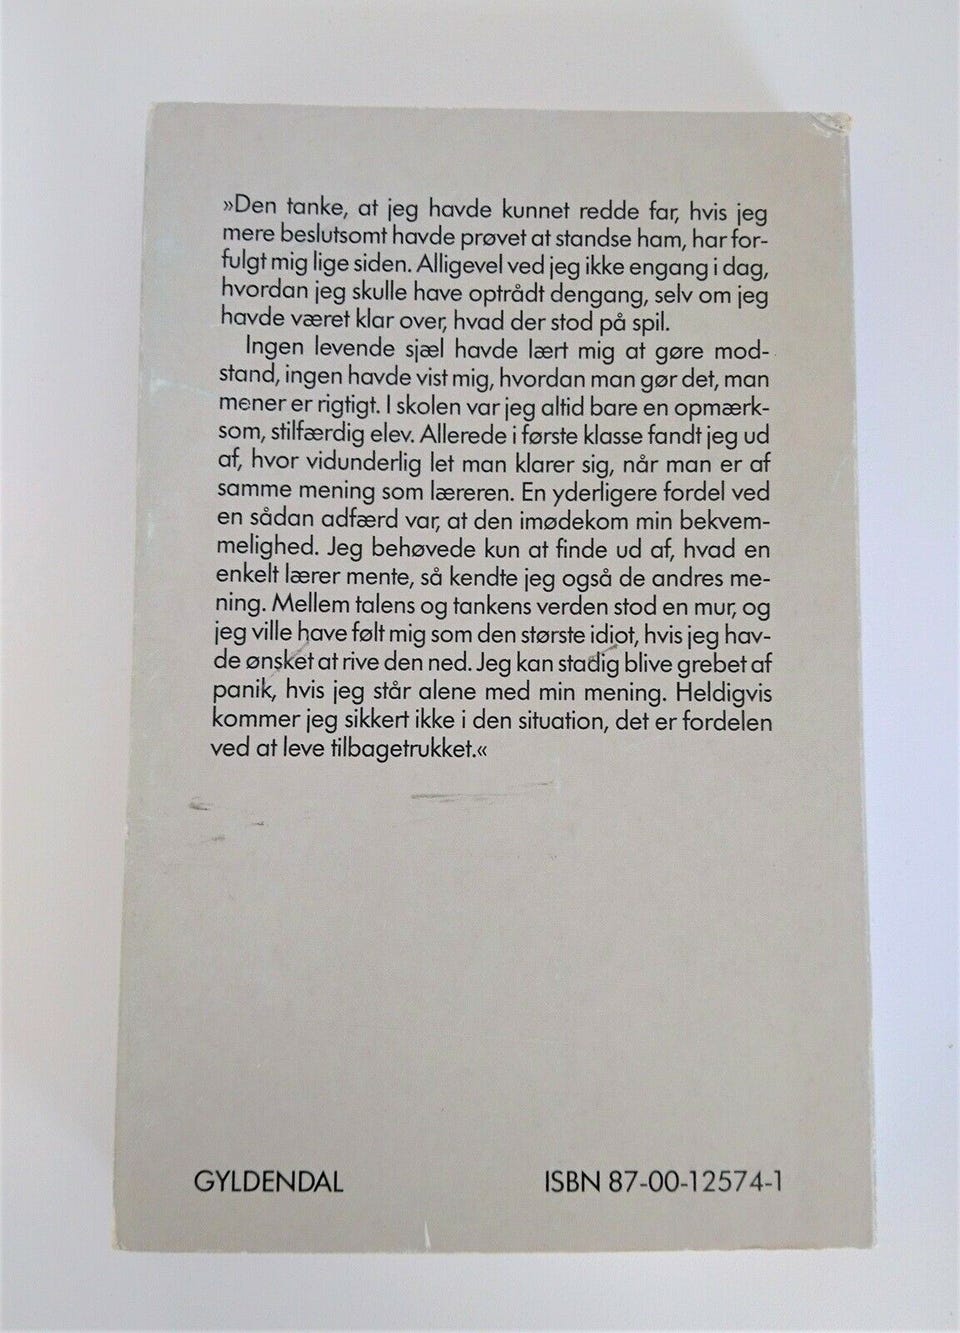 »Den tanke, at jeg havde kunnet redde far, hvis jeg
mere beslutsomt havde prøvet at standse ham, har for-
fulgt mig lige siden. Alligevel ved jeg ikke engang i dag,
hvordan jeg skulle have optrådt dengang, selv om jeg
havde været klar over, hvad der stod på spil.
Ingen levende sjæl havde lært mig at gøre mod-
stand, ingen havde vist mig, hvordan man gør det, man
mener er rigtigt. I skolen var jeg altid bare en opmærk-
som, stilfærdig elev. Allerede i første klasse fandt jeg ud
af, hvor vidunderlig let man klarer sig, når man er af
samme mening som læreren. En yderligere fordel ved
en sådan adfærd var, at den imødekom min bekvem-
melighed. Jeg behøvede kun at finde ud af, hvad en
enkelt lærer mente, så kendte jeg også de andres me-
ning. Mellem talens og tankens verden stod en mur, og
jeg ville have følt mig som den største idiot, hvis jeg hav-
de ønsket at rive den ned. Jeg kan stadig blive grebet af
panik, hvis jeg står alene med min mening. Heldigvis
kommer jeg sikkert ikke i den situation, det er fordelen
ved at leve tilbagetrukket.«
GYLDENDAL
ISBN 87-00-12574-1